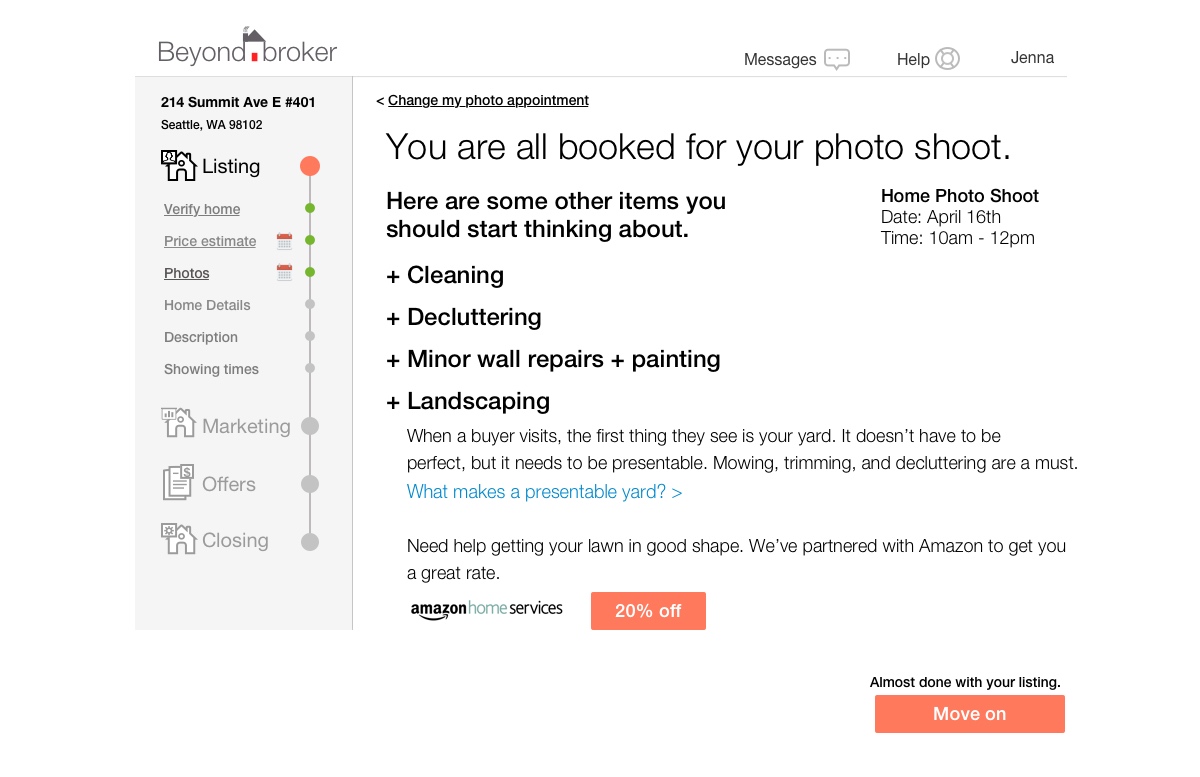 Beyond broker
Messages
Help
Jenna
214 Summit Ave E #401
Seattle, WA 98102
Listing
Verify home
Price estimate
Photos
Home Details
Description
Showing times
Marketing
Offers
Closing
< Change my photo appointment
You are all booked for your photo shoot.
Here are some other items you
should start thinking about.
Home Photo Shoot
Date: April 16th
Time: 10am - 12pm
+ Cleaning
+ Decluttering
+ Minor wall repairs + painting
+ Landscaping
When a buyer visits, the first thing they see is your yard. It doesn’t have to be
perfect, but it needs to be presentable. Mowing, trimming, and decluttering are a must.
What makes a presentable yard? >
Need help getting your lawn in good shape. We’ve partnered with Amazon to get you
a great rate.
amazonhomeservices
20% off
Almost done with your listing.
Move on